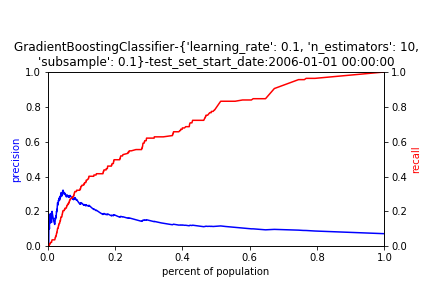 GradientBoostingClassifier-{'learning_rate': 0.1, 'n_estimators': 10,
'subsample': 0.1}-test_set_start_date:2006-01-01 00:00:00
1.0
0.8
0.6
0.4
0.2
0.0
precision
1.0
0.8
0.6
0.4
0.2
0.0
recall
0.0 0.2 0.4 0.6 0.8 1.0
percent of population